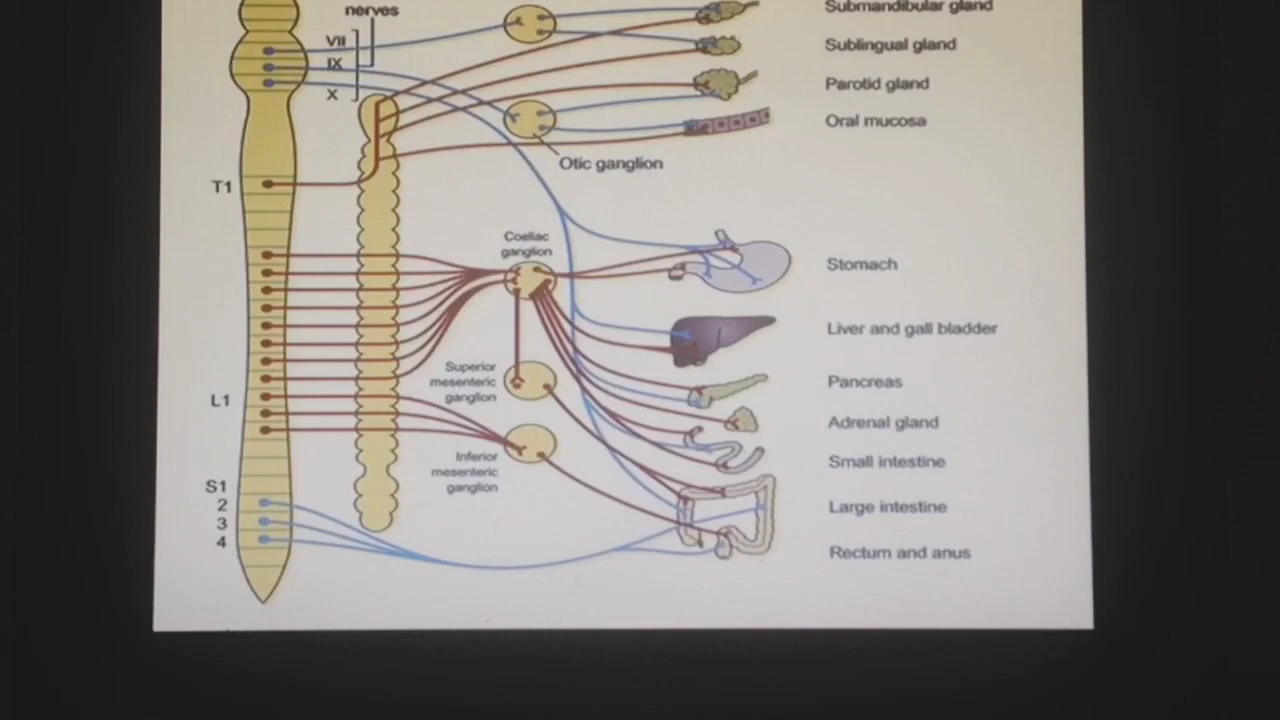 nerves
VII
IX
X
Submandibular gland
Sublingual gland
Parotid gland
Oral mucosa
Otic ganglion
T1
Coeliac
ganglion
Stomach
Liver and gall bladder
Superior
mesenteric
ganglion
Pancreas
L1
Adrenal gland
Inferior
mesenteric
ganglion
Small intestine
S1
2
3
4
Large intestine
Rectum and anus